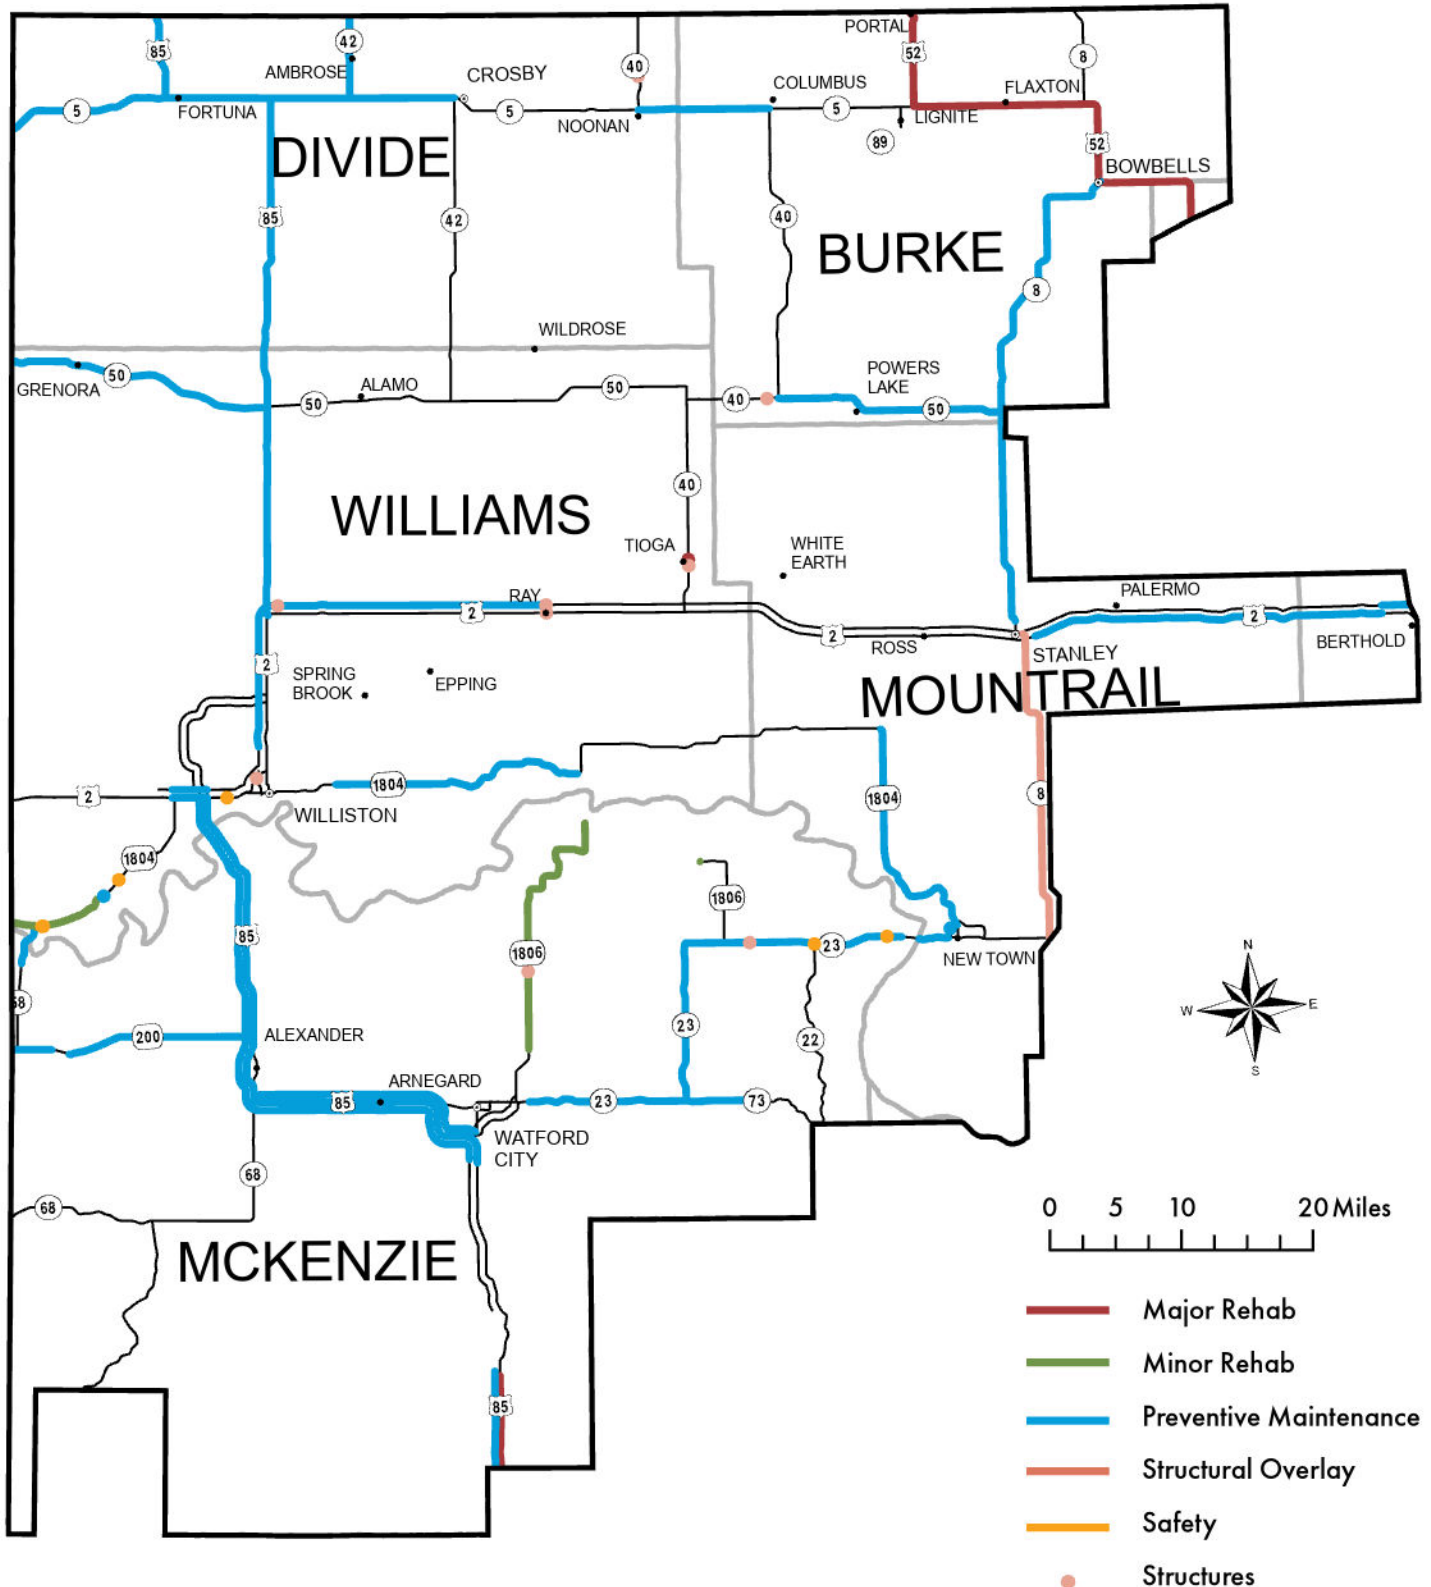 PORTAL
42
85
52
40
8
AMBROSE
CROSBY
COLUMBUS
FLAXTON
5
FORTUNA
5
NOONAN
5
LIGNITE
89
52
DIVIDE
BOWBELLS
85
42
40
BURKE
8
WILDROSE
GRENORA
50
ALAMO
50
50
40
POWERS
LAKE
50
40
WILLIAMS
TIOGA
WHITE
EARTH
RAY
2
2
ROSS
PALERMO
2
BERTHOLD
STANLEY
2
SPRING
BROOK
EPPING
MOUNTRAIL
2
1804
WILLISTON
1804
8
1804
1806
85
1806
23
NEW TOWN
N
W
E
S
68
200
ALEXANDER
23
22
ARNEGARD
85
23
73
WATFORD
CITY
68
68
MCKENZIE
85
0 5 10 20 Miles
Major Rehab
Minor Rehab
Preventive Maintenance
Structural Overlay
Safety
Structures